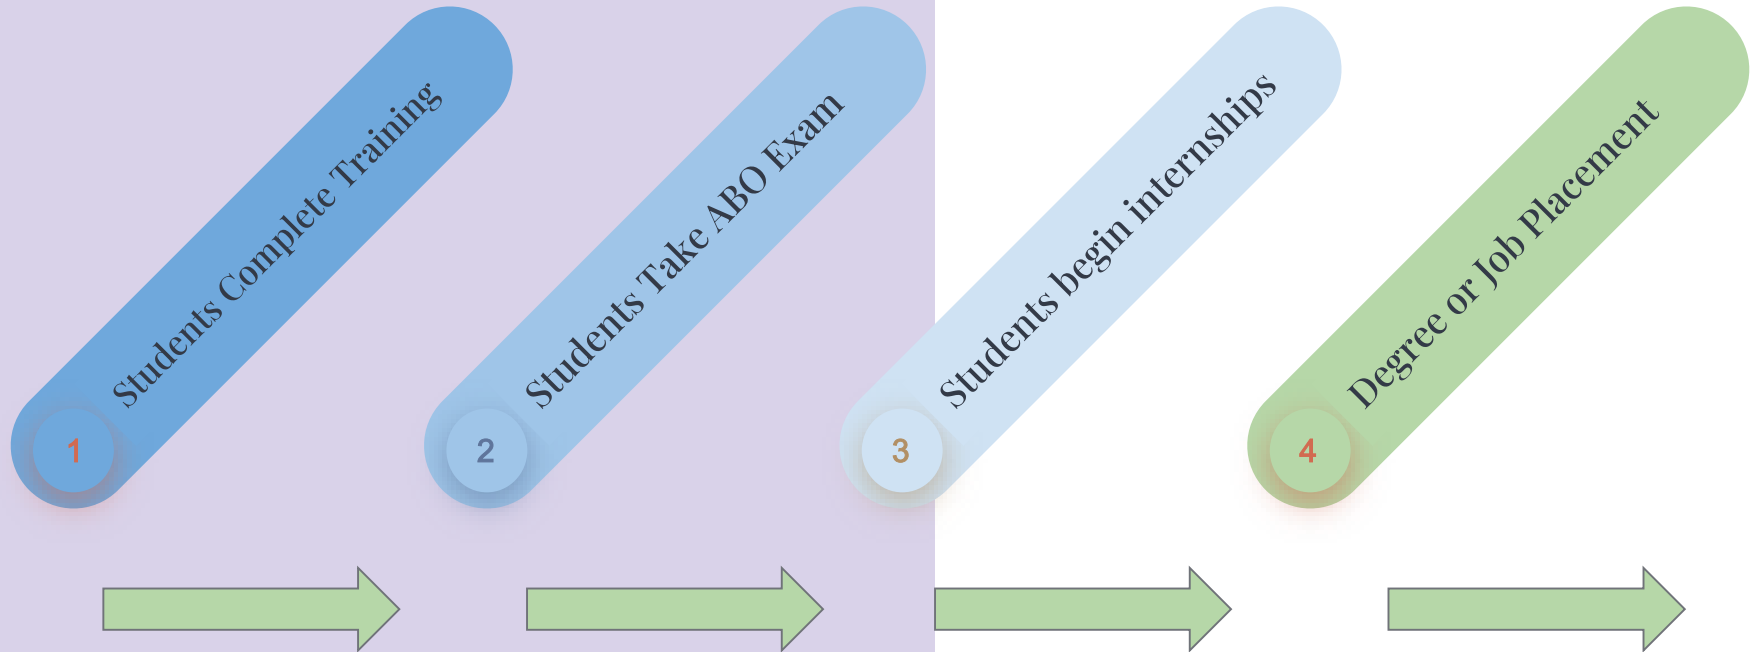 Students Complete Training
1
Students Take ABO Exam
2
Students begin internships
3
Degree or Job Placement
4